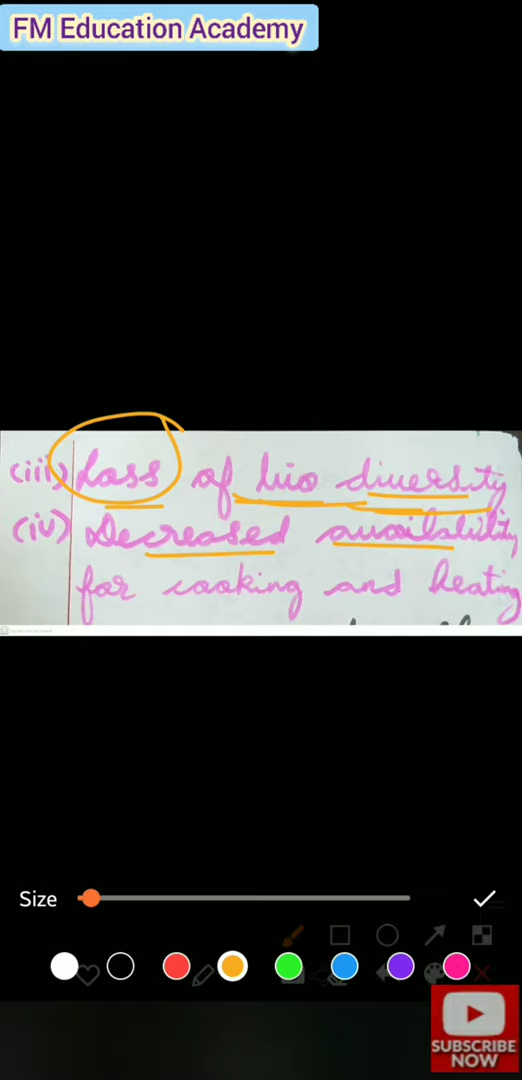 FM Education Academy
(iii) Loss of bio diversity
(iv) Decreased availability
for cooking and heating
Size
SUBSCRIBE
NOW